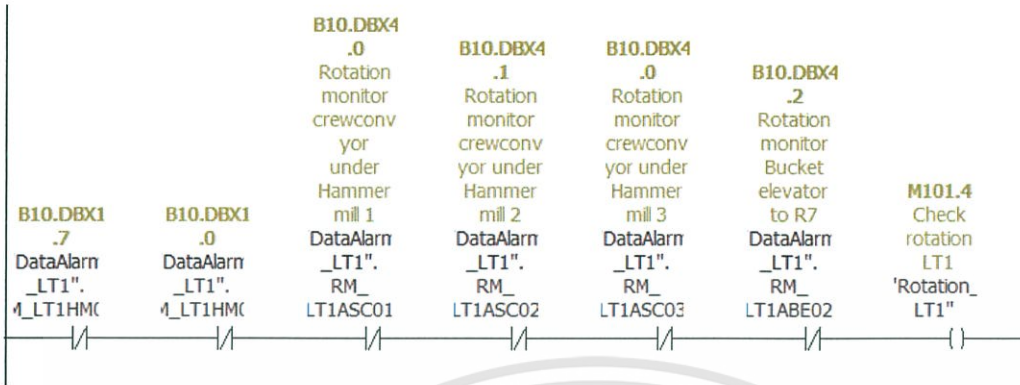 B10.DBX1
.7
DataAlarm
_LT1".
M_LT1HM0
B10.DBX1
.0
DataAlarm
_LT1".
M_LT1HM0
B10.DBX4
.0
Rotation
monitor
crewconv
yor
under
Hammer
mill 1
DataAlarm
_LT1".
RM_
LT1ASC01
B10.DBX4
.1
Rotation
monitor
crewconv
yor under
Hammer
mill 2
DataAlarm
_LT1".
RM_
LT1ASC02
B10.DBX4
.0
Rotation
monitor
crewconv
yor under
Hammer
mill 3
DataAlarm
_LT1".
RM_
LT1ASC03
B10.DBX4
.2
Rotation
monitor
Bucket
elevator
to R7
DataAlarm
_LT1".
RM_
LT1ABE02
M101.4
Check
rotation
LT1
'Rotation_
LT1"